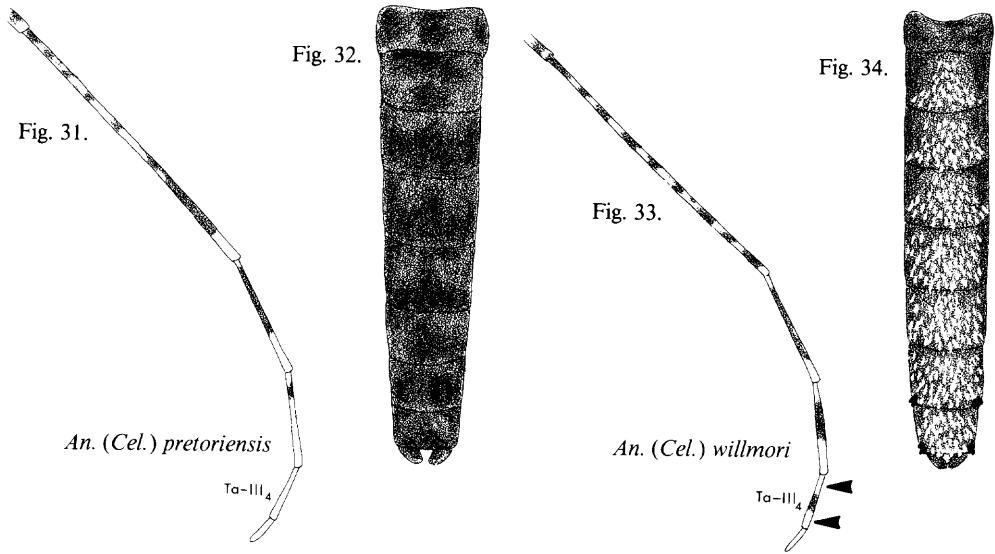 Fig. 31.
Fig. 32.
An. (Cel.) pretoriensis
Ta-III4
Fig. 33.
Fig. 34.
An. (Cel.) willmori
Ta-III4